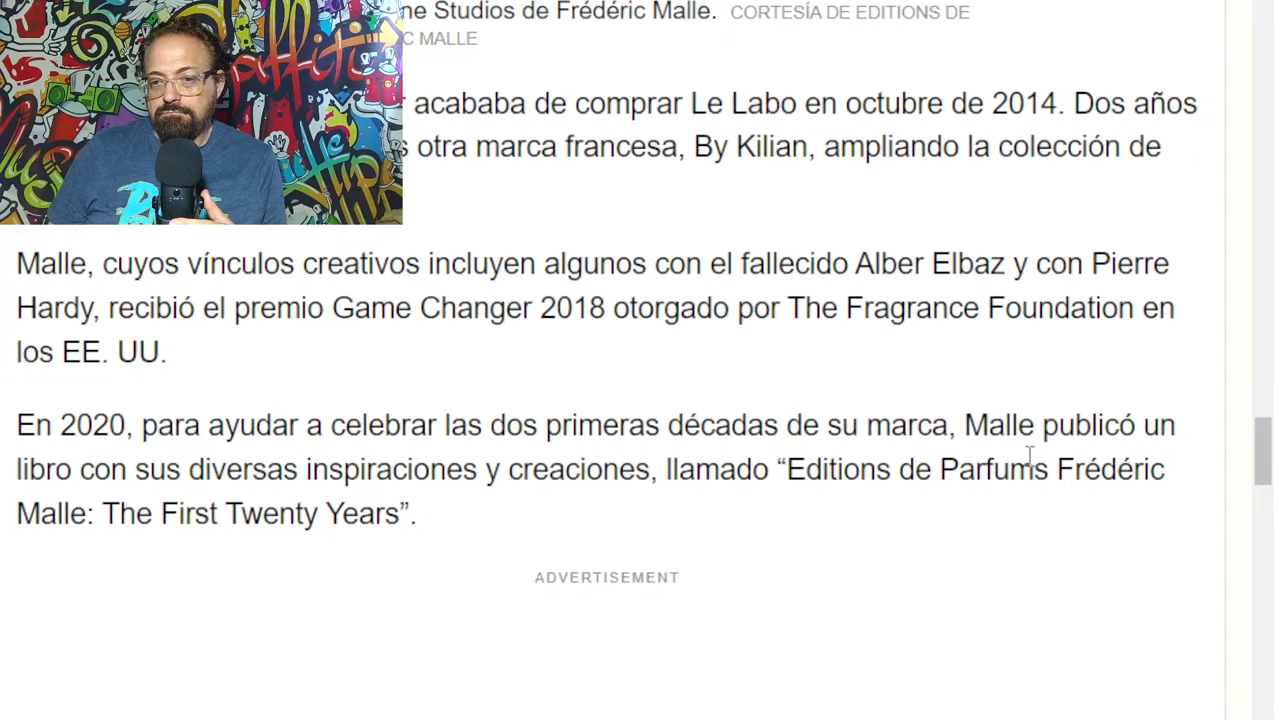 ne Studios de Frédéric Malle. CORTESÍA DE EDITIONS DE
C MALLE
acababa de comprar Le Labo en octubre de 2014. Dos años
s otra marca francesa, By Kilian, ampliando la colección de
Malle, cuyos vínculos creativos incluyen algunos con el fallecido Alber Elbaz y con Pierre
Hardy, recibió el premio Game Changer 2018 otorgado por The Fragrance Foundation en
los EE. UU.
En 2020, para ayudar a celebrar las dos primeras décadas de su marca, Malle publicó un
libro con sus diversas inspiraciones y creaciones, llamado “Editions de Parfums Frédéric
Malle: The First Twenty Years”.
ADVERTISEMENT